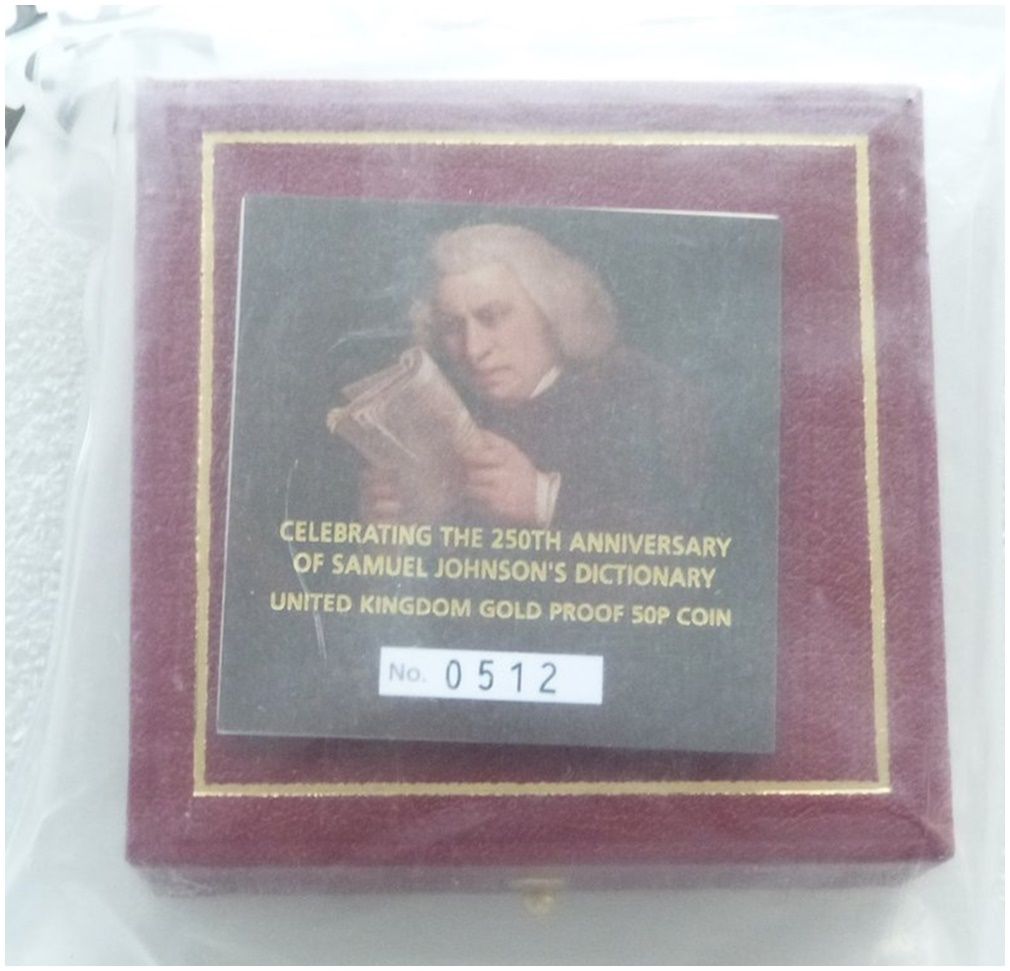 CELEBRATING THE 250TH ANNIVERSARY
OF SAMUEL JOHNSON'S DICTIONARY
UNITED KINGDOM GOLD PROOF 50P COIN
No. 0512